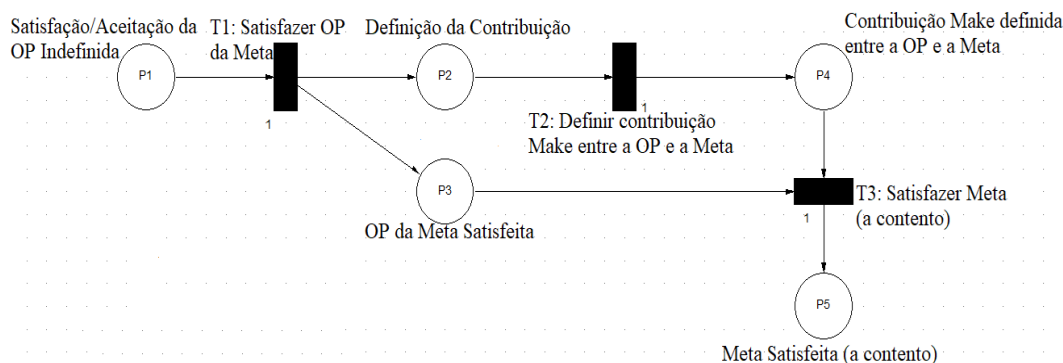 Satisfação/Aceitação da
OP Indefinida
T1: Satisfazer OP
da Meta
Definição da Contribuição
Contribuição Make definida
entre a OP e a Meta
P1
P2
P4
1
1
T2: Definir contribuição
Make entre a OP e a Meta
P3
OP da Meta Satisfeita
T3: Satisfazer Meta
(a contento)
1
P5
Meta Satisfeita (a contento)